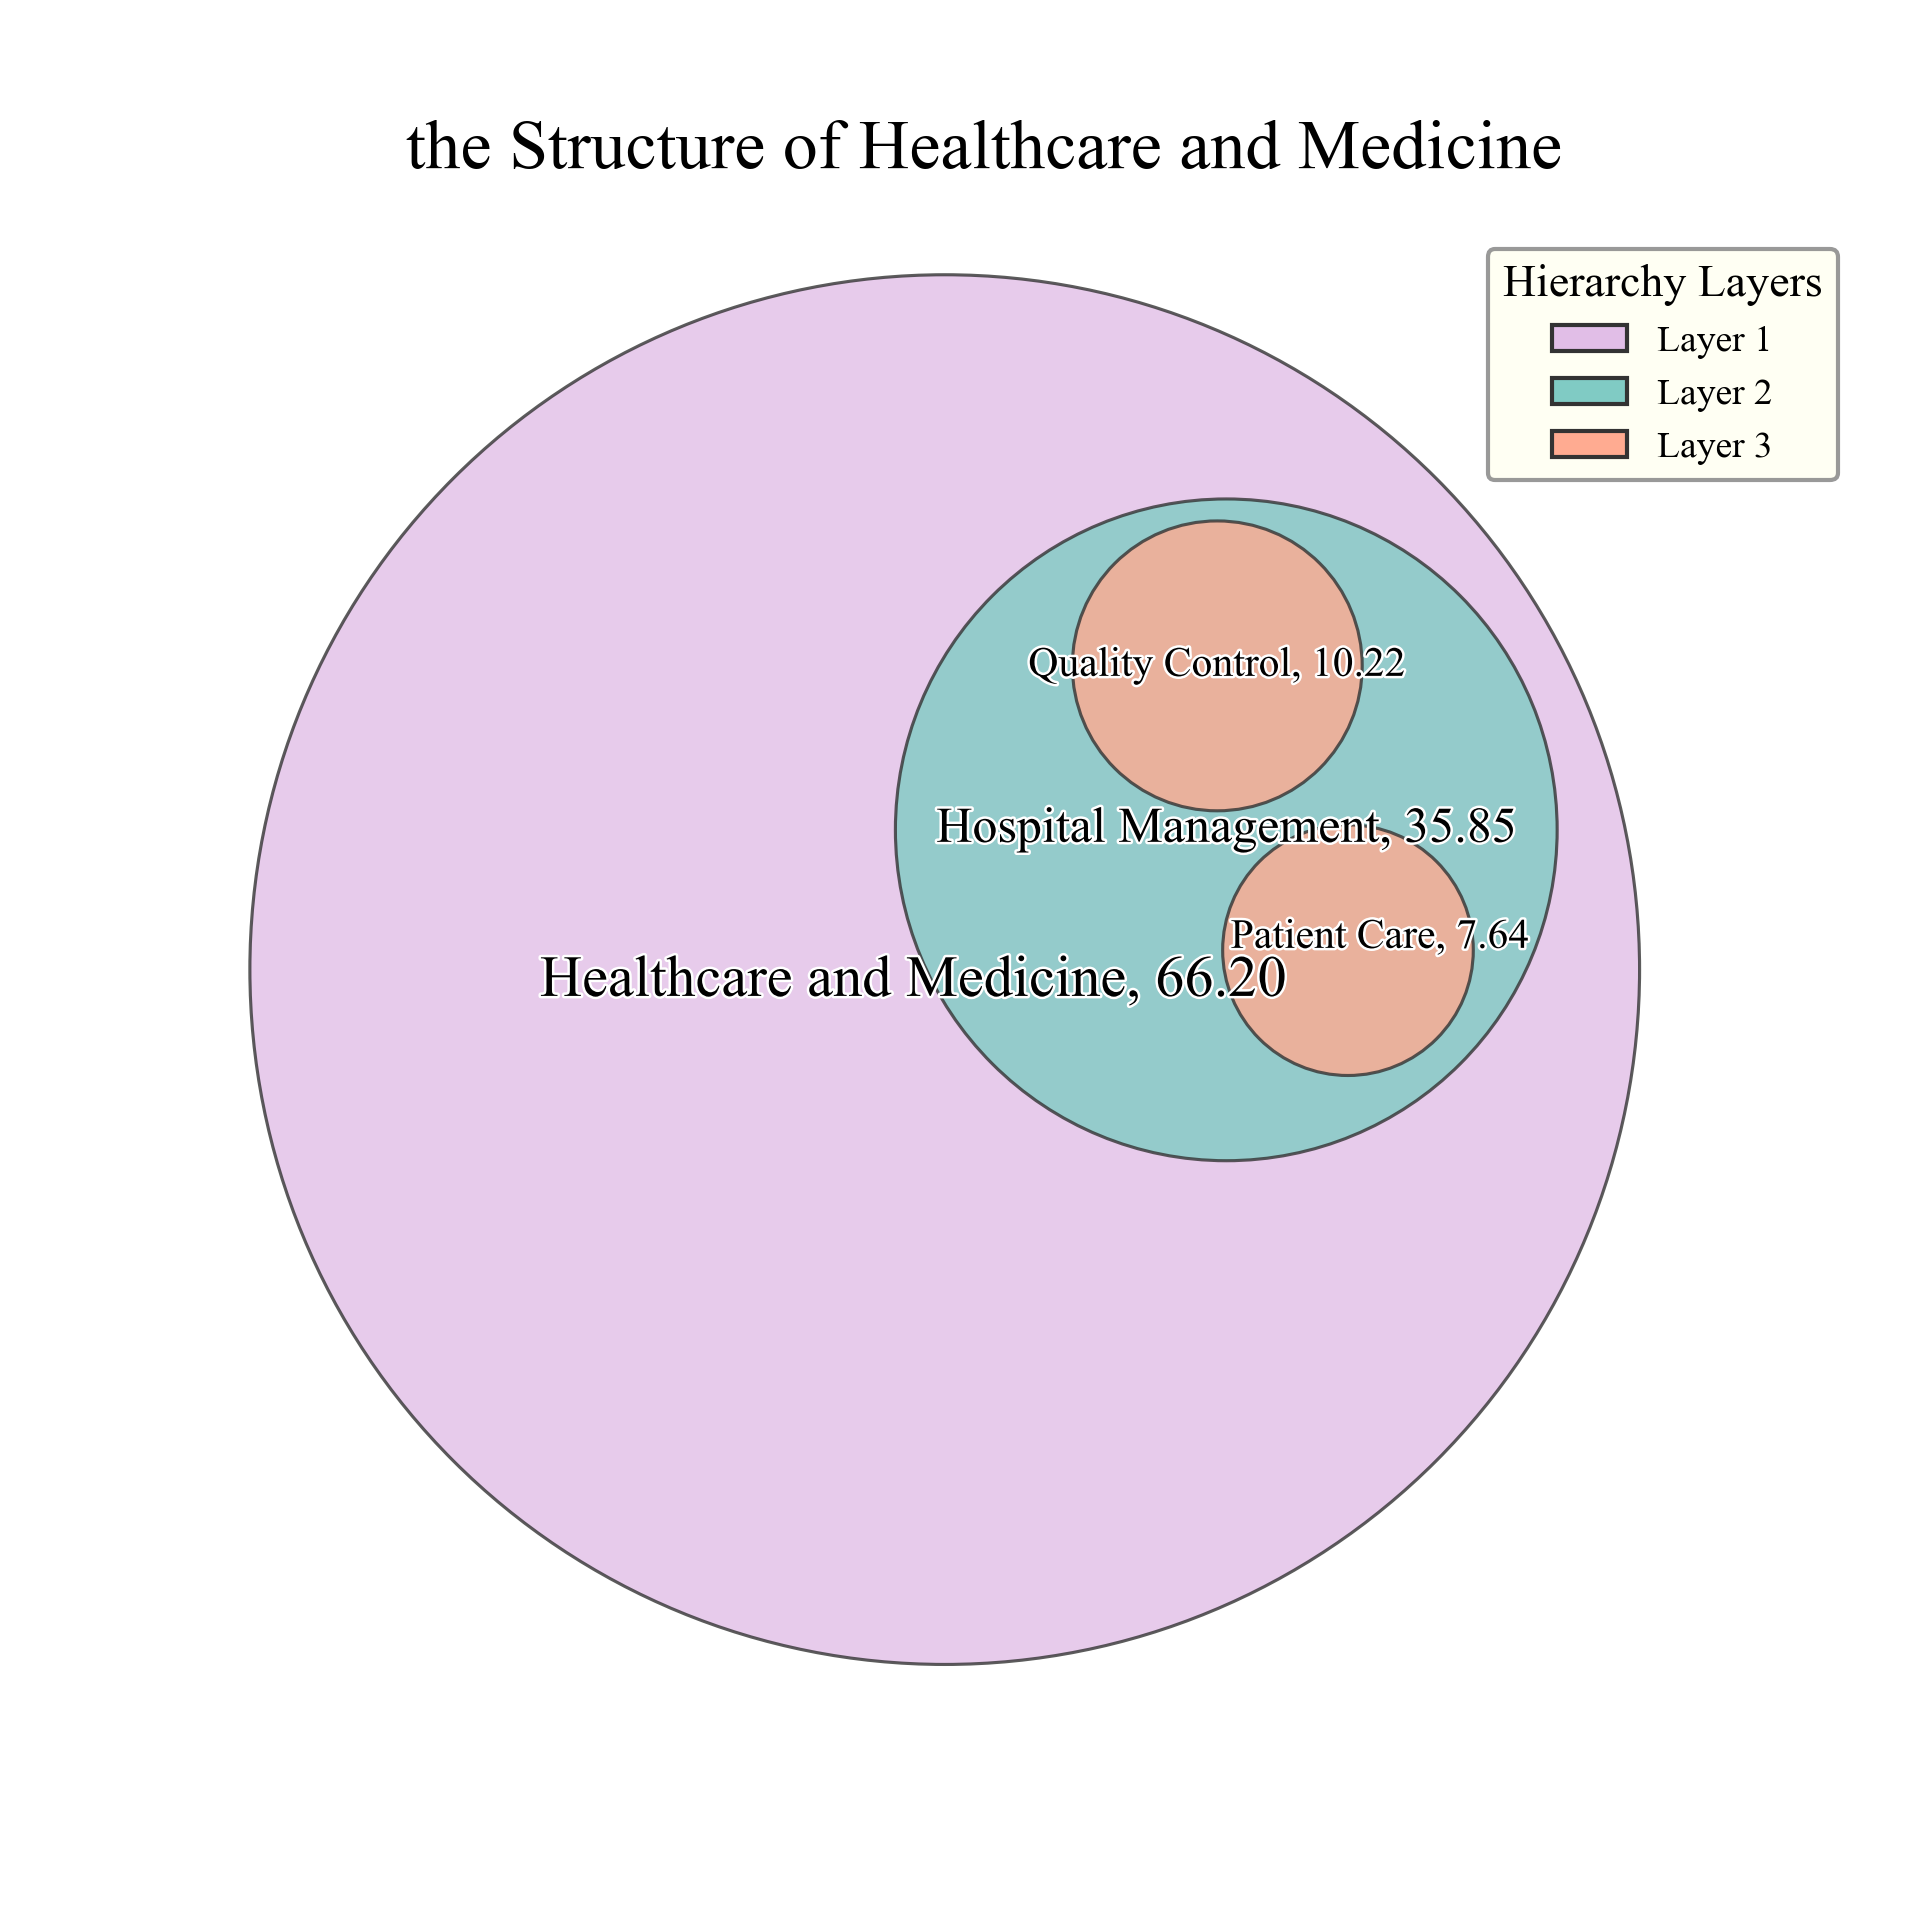 the Structure of Healthcare and Medicine
Hierarchy Layers
Layer 1
Layer 2
Layer 3
Quality Control, 10.22
Hospital Management, 35.85
Patient Care, 7.64
Healthcare and Medicine, 66.20